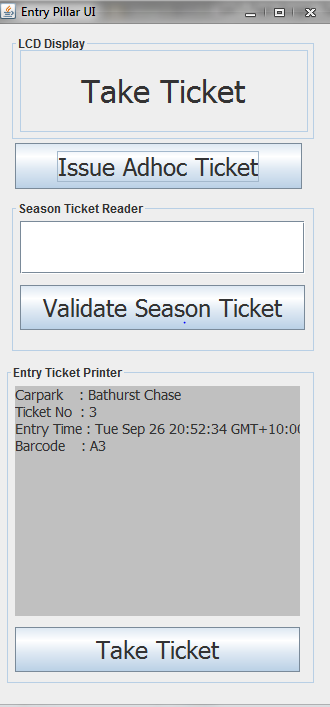 Entry Pillar UI
LCD Display
Take Ticket
Issue Adhoc Ticket
Season Ticket Reader
Validate Season Ticket
Entry Ticket Printer
Carpark : Bathurst Chase
Ticket No : 3
Entry Time : Tue Sep 26 20:52:34 GMT+10:00
Barcode : A3
Take Ticket